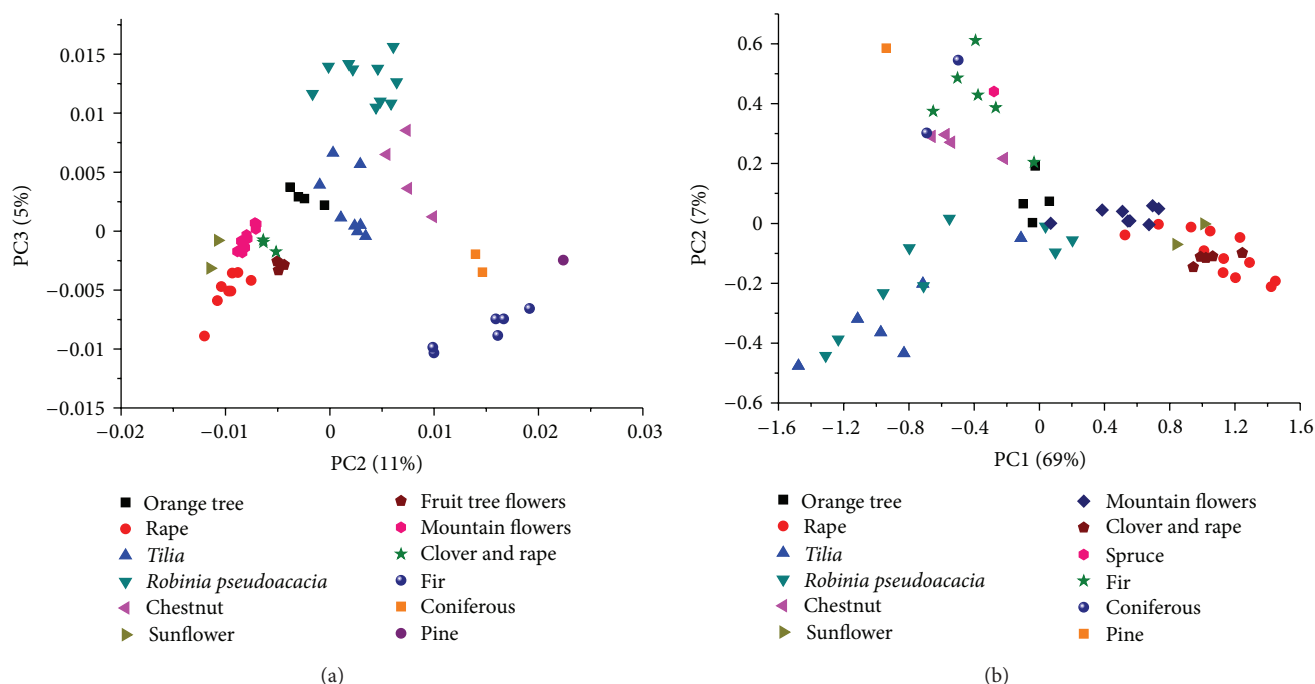 0.015
0.01
0.005
0
−0.005
−0.01
−0.015
PC3 (5%)
−0.02
−0.01
0
0.01
0.02
0.03
PC2 (11%)
Orange tree
Rape
Tilia
Robinia pseudoacacia
Chestnut
Sunflower
Fruit tree flowers
Mountain flowers
Clover and rape
Fir
Coniferous
Pine
(a)
0.6
0.4
0.2
0
−0.2
−0.4
−0.6
PC2 (7%)
−1.6
−1.2
−0.8
−0.4
0
0.4
0.8
1.2
1.6
PC1 (69%)
Orange tree
Rape
Tilia
Robinia pseudoacacia
Chestnut
Sunflower
Mountain flowers
Clover and rape
Spruce
Fir
Coniferous
Pine
(b)